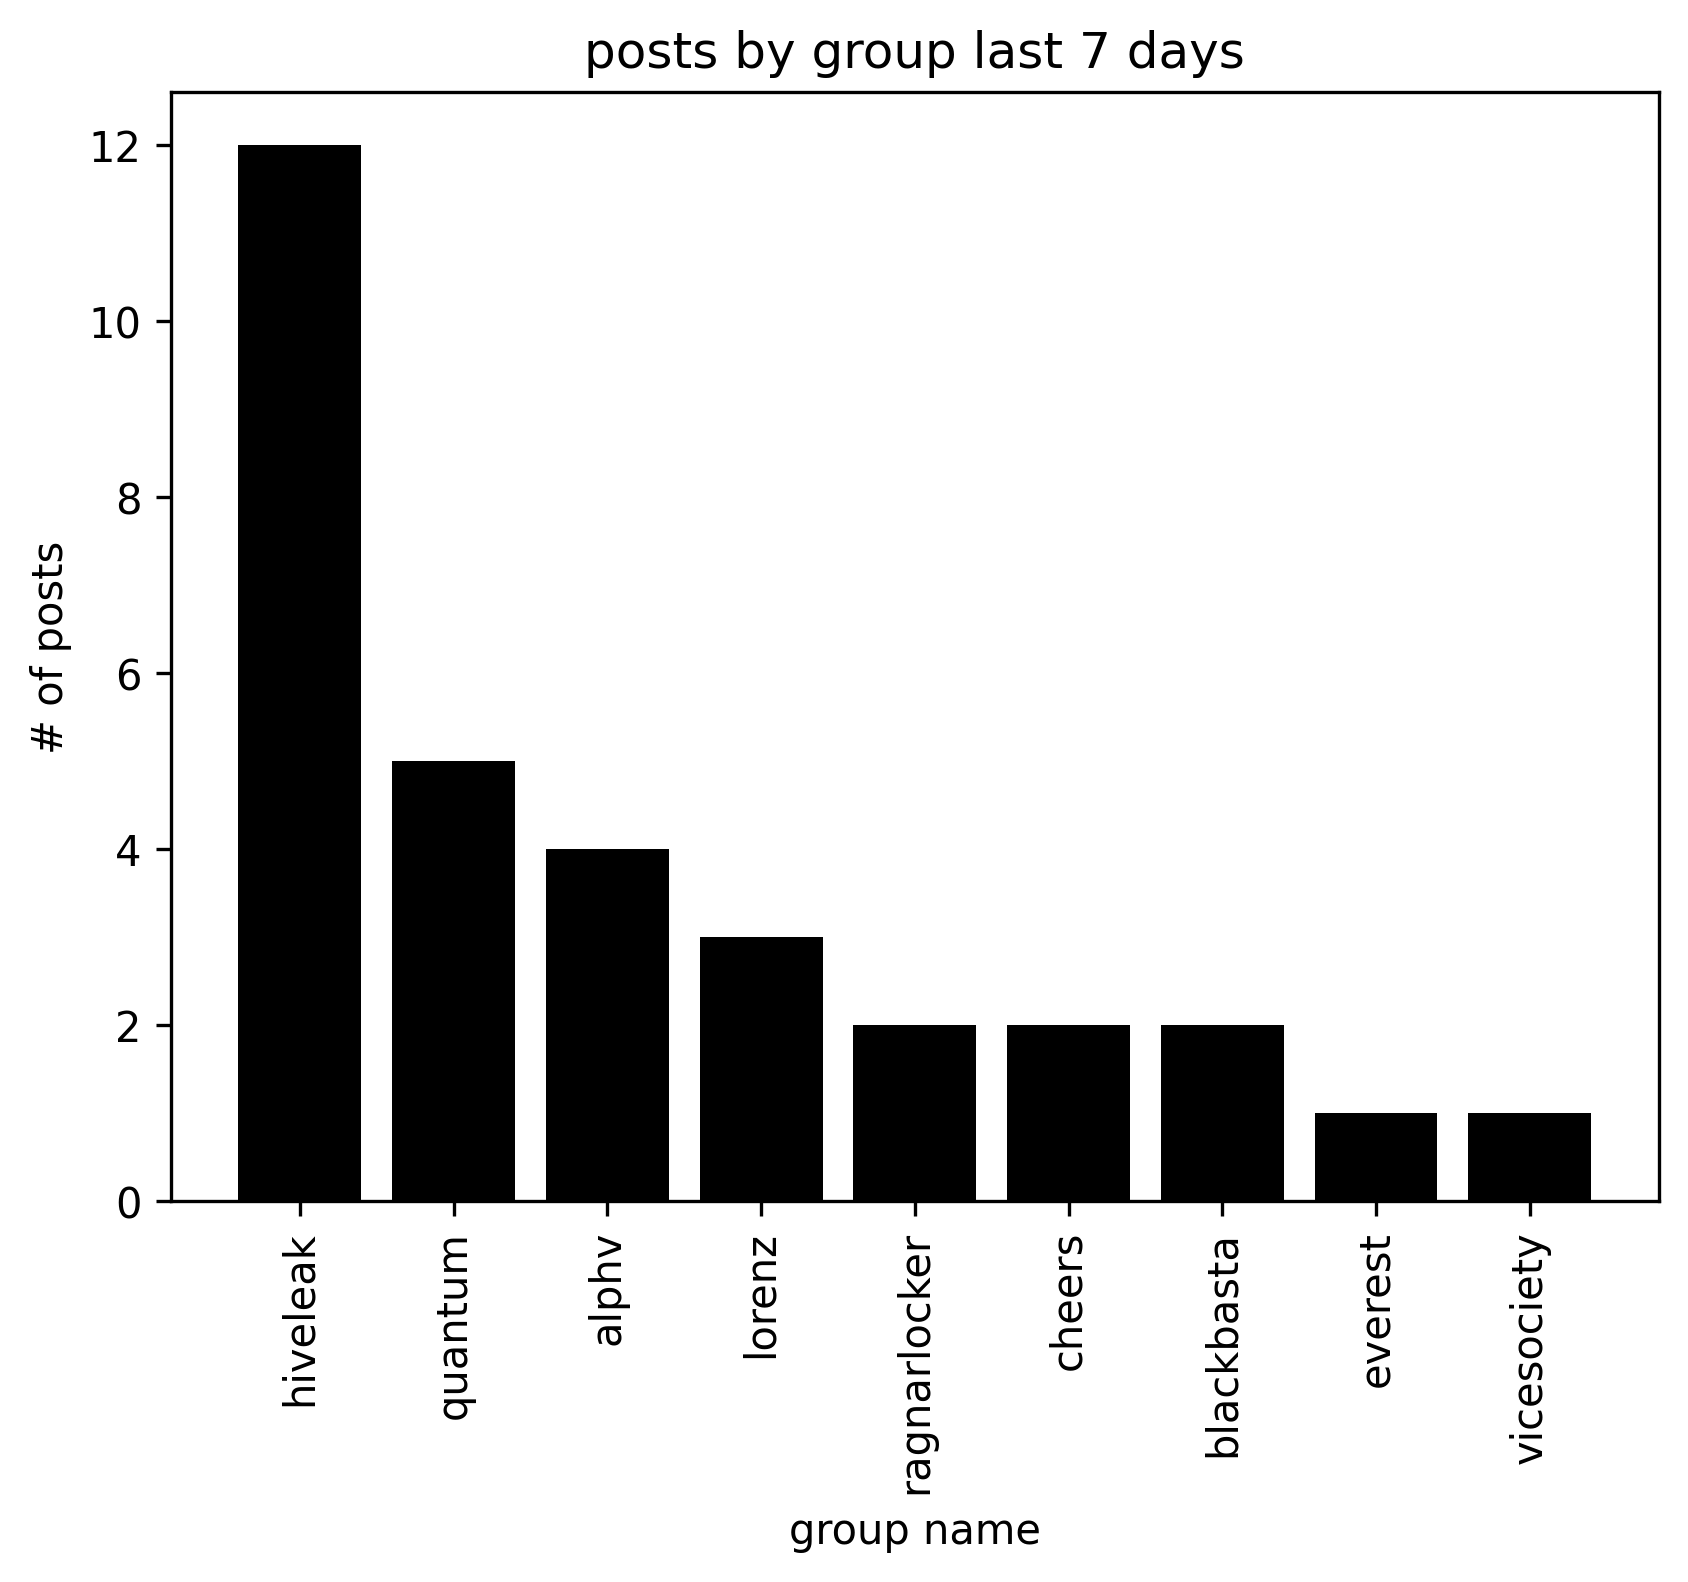 posts by group last 7 days
12
10
8
6
4
2
0
# of posts
hiveleak
quantum
alphv
lorenz
ragnarlocker
cheers
blackbasta
everest
vicesociety
group name